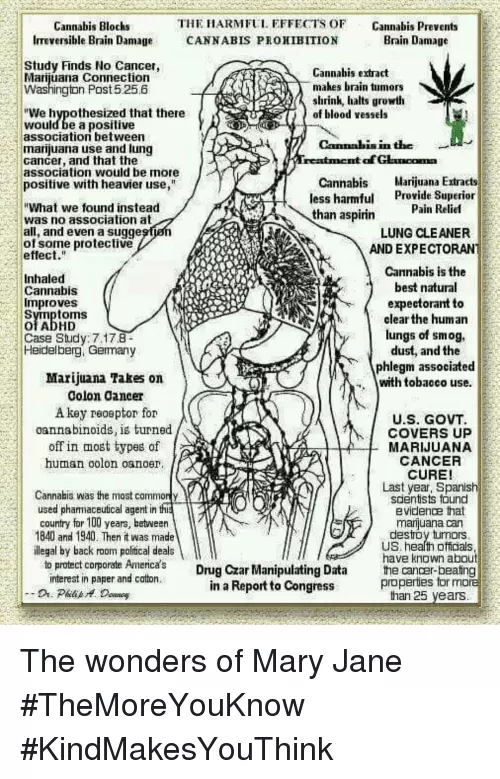 Cannabis Blocks
Irreversible Brain Damage
THE HARMFUL EFFECTS OF
CANNABIS PROHIBITION
Cannabis Prevents
Brain Damage
Study Finds No Cancer,
Marijuana Connection
Washington Post 5.25.6
"We hypothesized that there
would be a positive
association between
marijuana use and lung
cancer, and that the
association would be more
positive with heavier use,"
"What we found instead
was no association at
all, and even a suggestion
of some protective
effect."
Inhaled
Cannabis
Improves
Symptoms
Of ADHD
Case Study: 7.17.8 -
Heidelberg, Germany
Marijuana Takes on
Colon Cancer
A key receptor for
cannabinoids, is turned
off in most types of
human colon cancer.
Cannabis was the most commonly
used pharmaceutical agent in this
country for 100 years, between
1840 and 1940. Then it was made
illegal by back room political deals
to protect corporate America's
interest in paper and cotton.
-- Dr. Philip A. Denney
Cannabis extract
makes brain tumors
shrink, halts growth
of blood vessels
Cannabis in the
Treatment of Glaucoma
Cannabis
less harmful
than aspirin
Marijuana Extracts
Provide Superior
Pain Relief
LUNG CLEANER
AND EXPECTORANT
Cannabis is the
best natural
expectorant to
clear the human
lungs of smog,
dust, and the
phlegm associated
with tobacco use.
U.S. GOVT.
COVERS UP
MARIJUANA
CANCER
CURE!
Last year, Spanish
scientists found
evidence that
marijuana can
destroy tumors.
US. health officials,
have known about
the cancer-beating
properties for more
than 25 years.
Drug Czar Manipulating Data
in a Report to Congress
The wonders of Mary Jane
#TheMoreYouKnow
#KindMakesYouThink